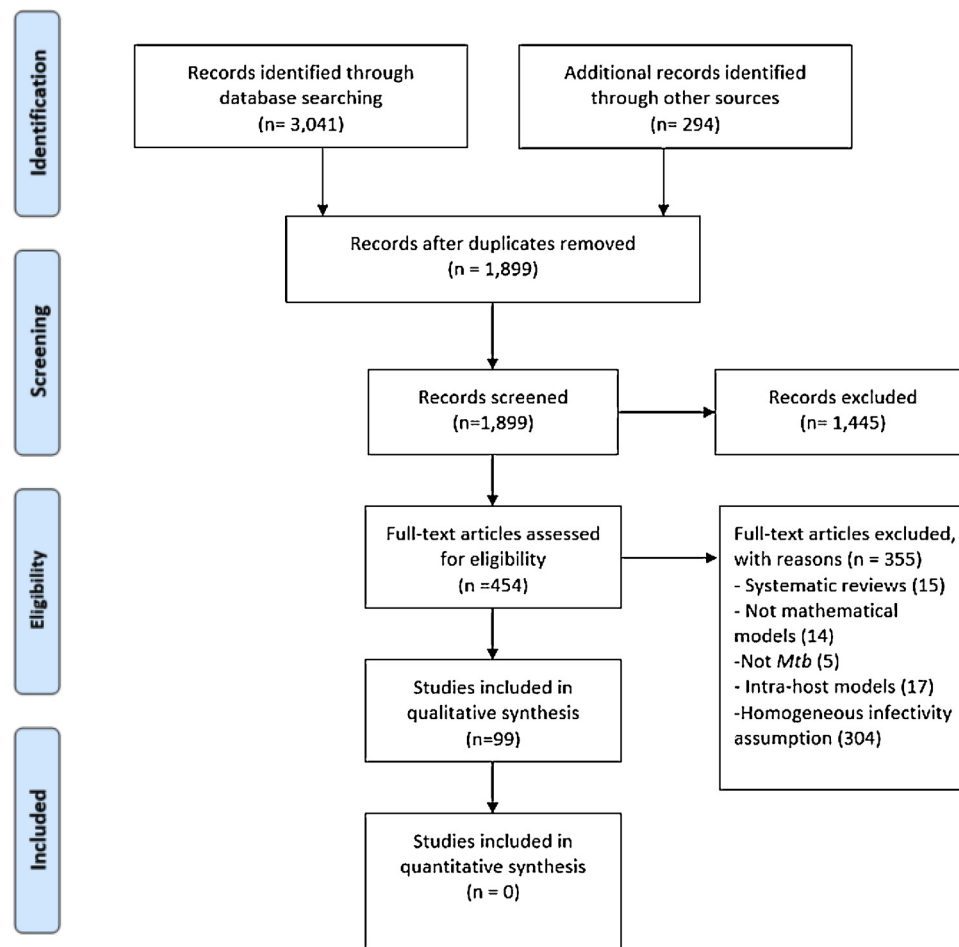 Identification
Records identified through
database searching
(n= 3,041)
Additional records identified
through other sources
(n= 294)
Records after duplicates removed
(n = 1,899)
Screening
Records screened
(n=1,899)
Records excluded
(n= 1,445)
Eligibility
Full-text articles assessed
for eligibility
(n =454)
Full-text articles excluded,
with reasons (n = 355)
- Systematic reviews (15)
- Not mathematical
models (14)
-Not Mtb (5)
- Intra-host models (17)
-Homogeneous infectivity
assumption (304)
Studies included in
qualitative synthesis
(n=99)
Included
Studies included in
quantitative synthesis
(n = 0)